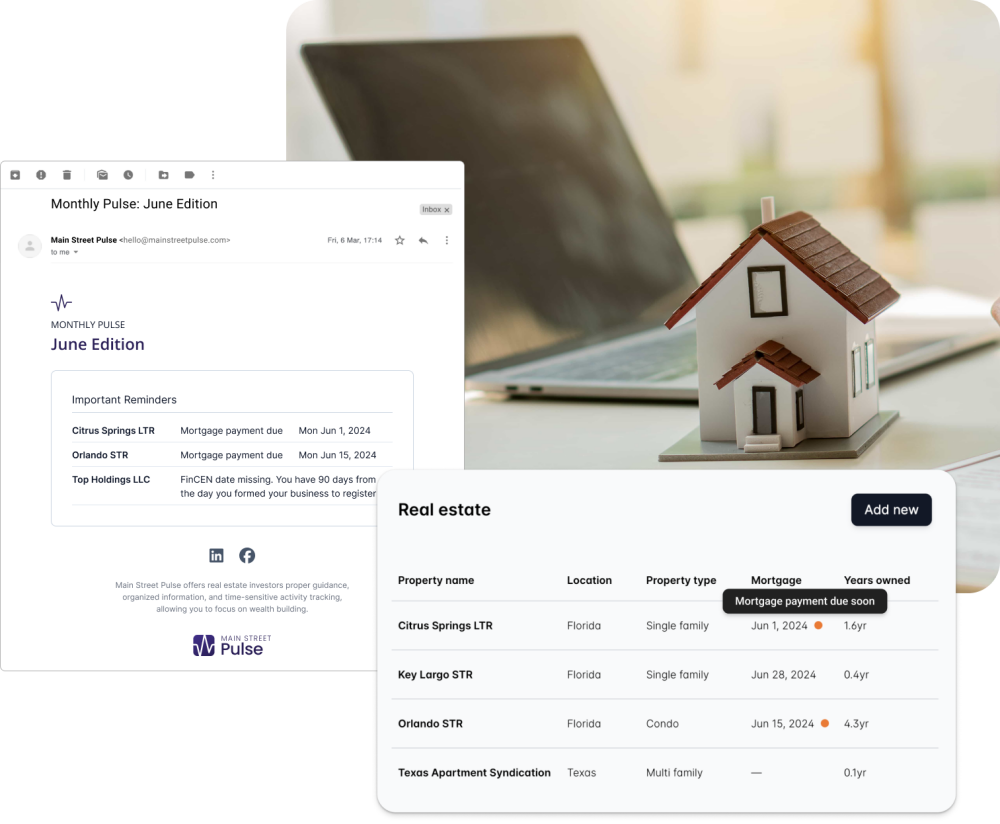 Monthly Pulse: June Edition
Inbox ×
Main Street Pulse <hello@mainstreetpulse.com>
Fri, 6 Mar, 17:14
to me
MONTHLY PULSE
June Edition
Important Reminders
Citrus Springs LTR Mortgage payment due Mon Jun 1, 2024
Orlando STR Mortgage payment due Mon Jun 15, 2024
Top Holdings LLC FinCEN date missing. You have 90 days from
the day you formed your business to register
in f
Main Street Pulse offers real estate investors proper guidance,
organized information, and time-sensitive activity tracking,
allowing you to focus on wealth building.
MAIN STREET
Pulse
Real estate
Add new
Property name Location Property type Mortgage Years owned
Mortgage payment due soon
Citrus Springs LTR Florida Single family Jun 1, 2024 1.6yr
Key Largo STR Florida Single family Jun 28, 2024 0.4yr
Orlando STR Florida Condo Jun 15, 2024 4.3yr
Texas Apartment Syndication Texas Multi family — 0.1yr